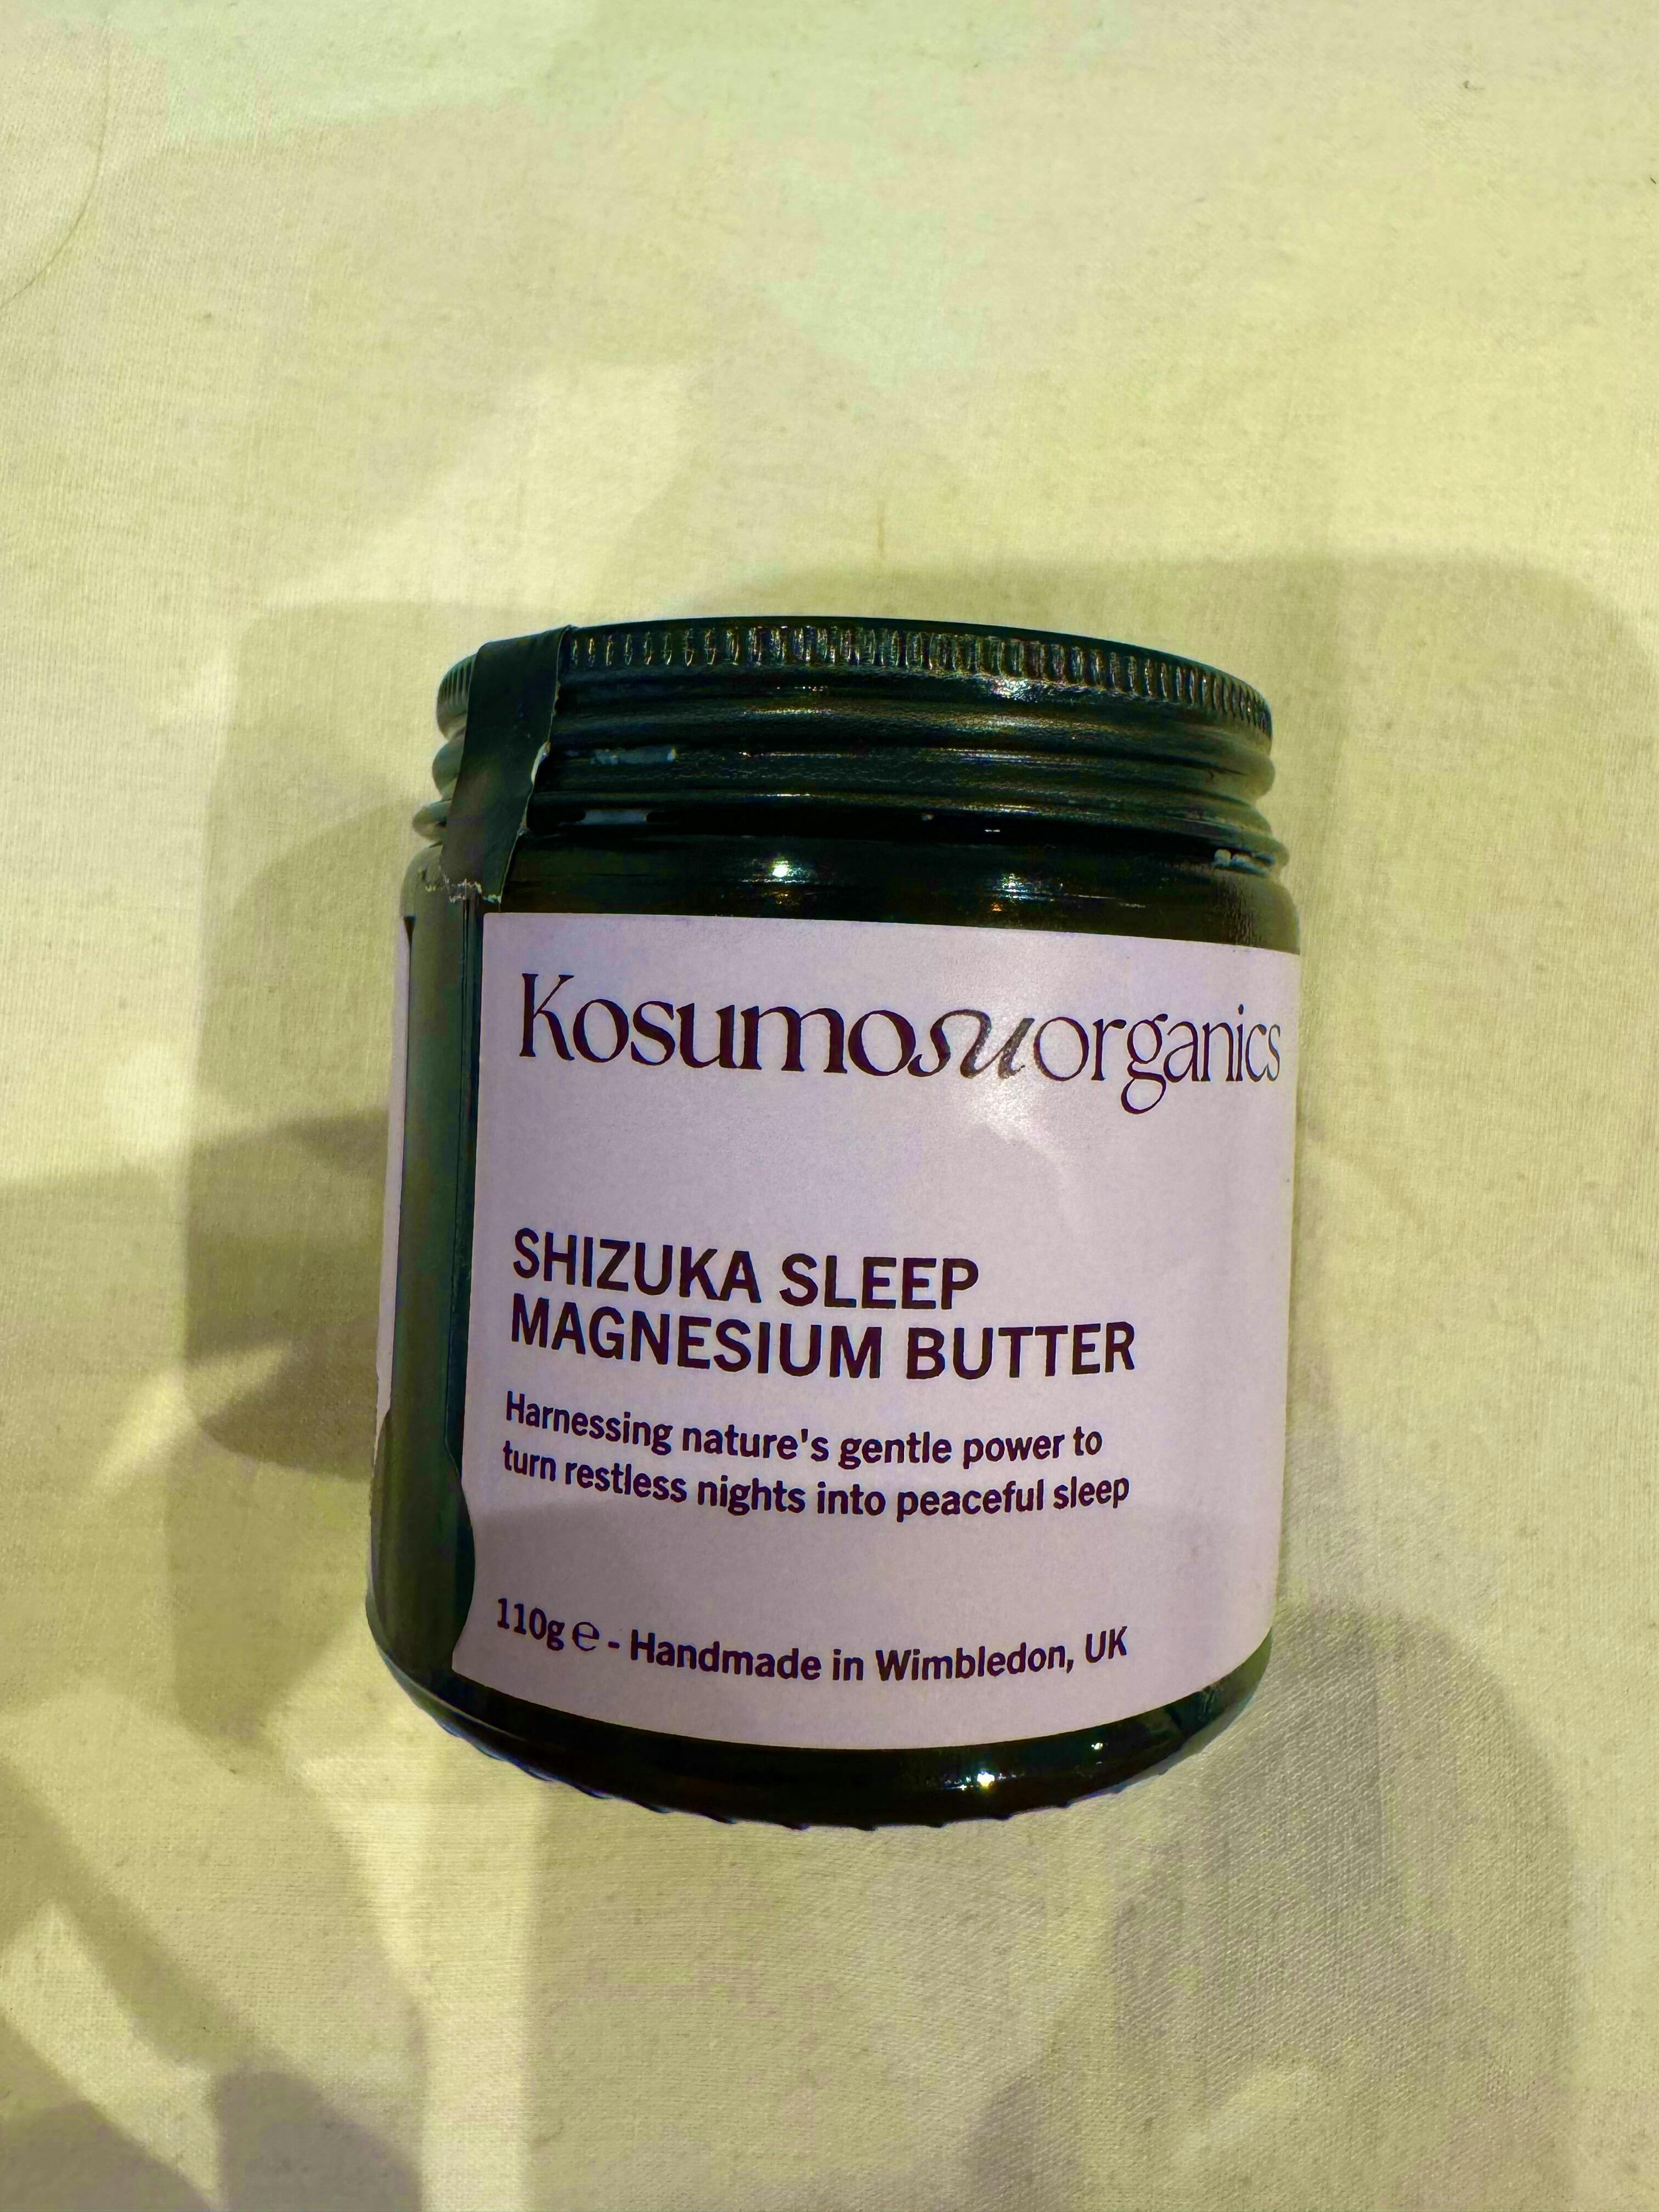 Kosumosuorganics
SHIZUKA SLEEP
MAGNESIUM BUTTER
Harnessing nature's gentle power to
turn restless nights into peaceful sleep
110g ℮ - Handmade in Wimbledon, UK